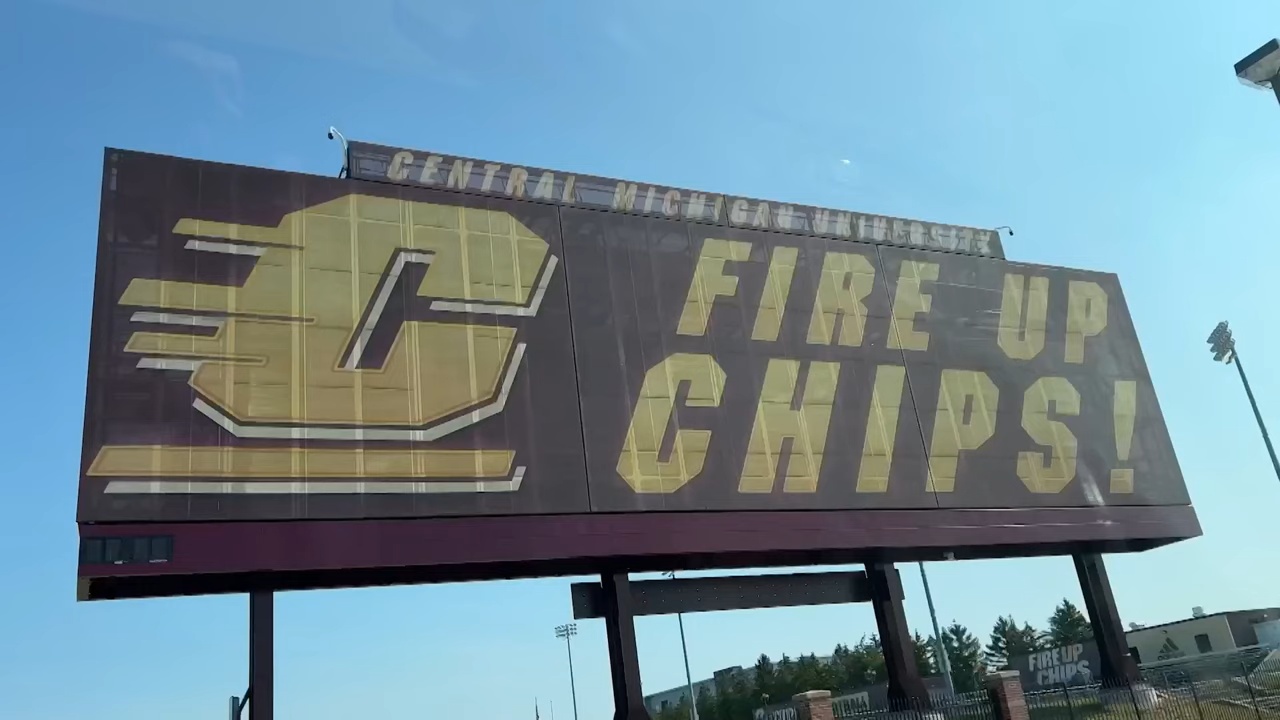 CENTRAL MICHIGAN UNIVERSITY
C
FIRE UP
CHIPS!
FIRE UP
CHIPS